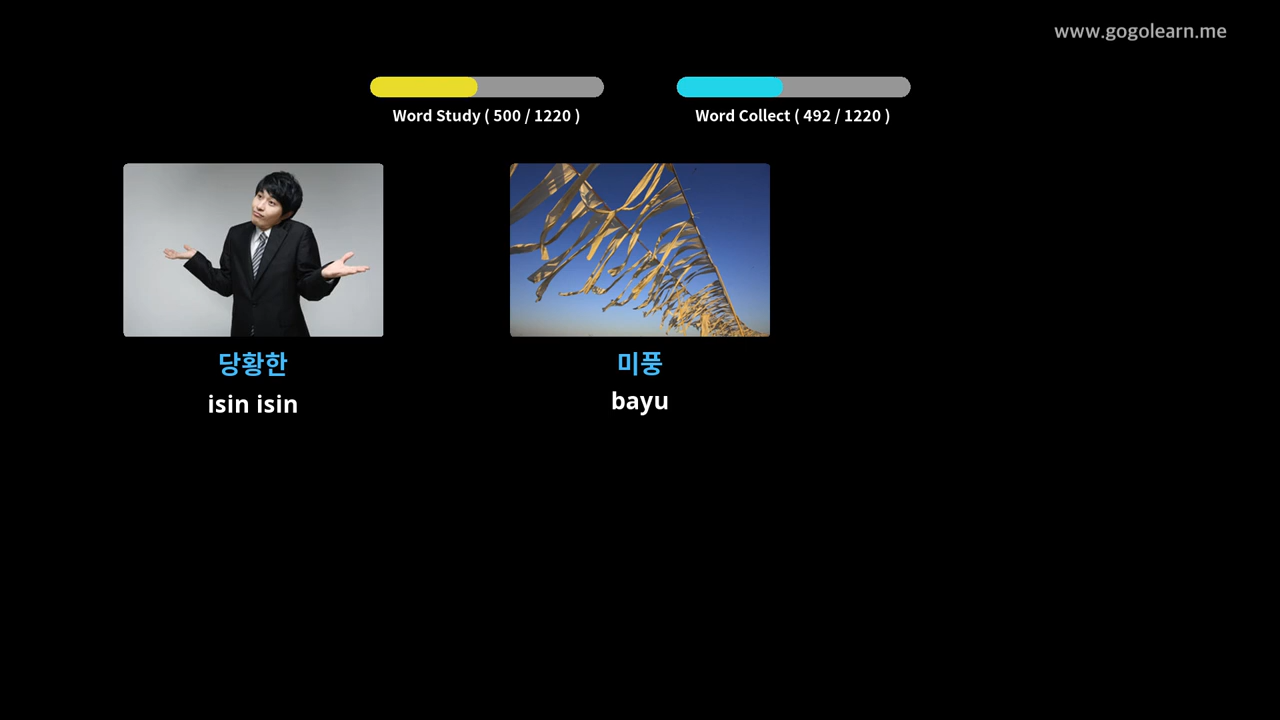 www.gogolearn.me
Word Study ( 500 / 1220 )
Word Collect ( 492 / 1220 )
당황한
isin isin
미풍
bayu